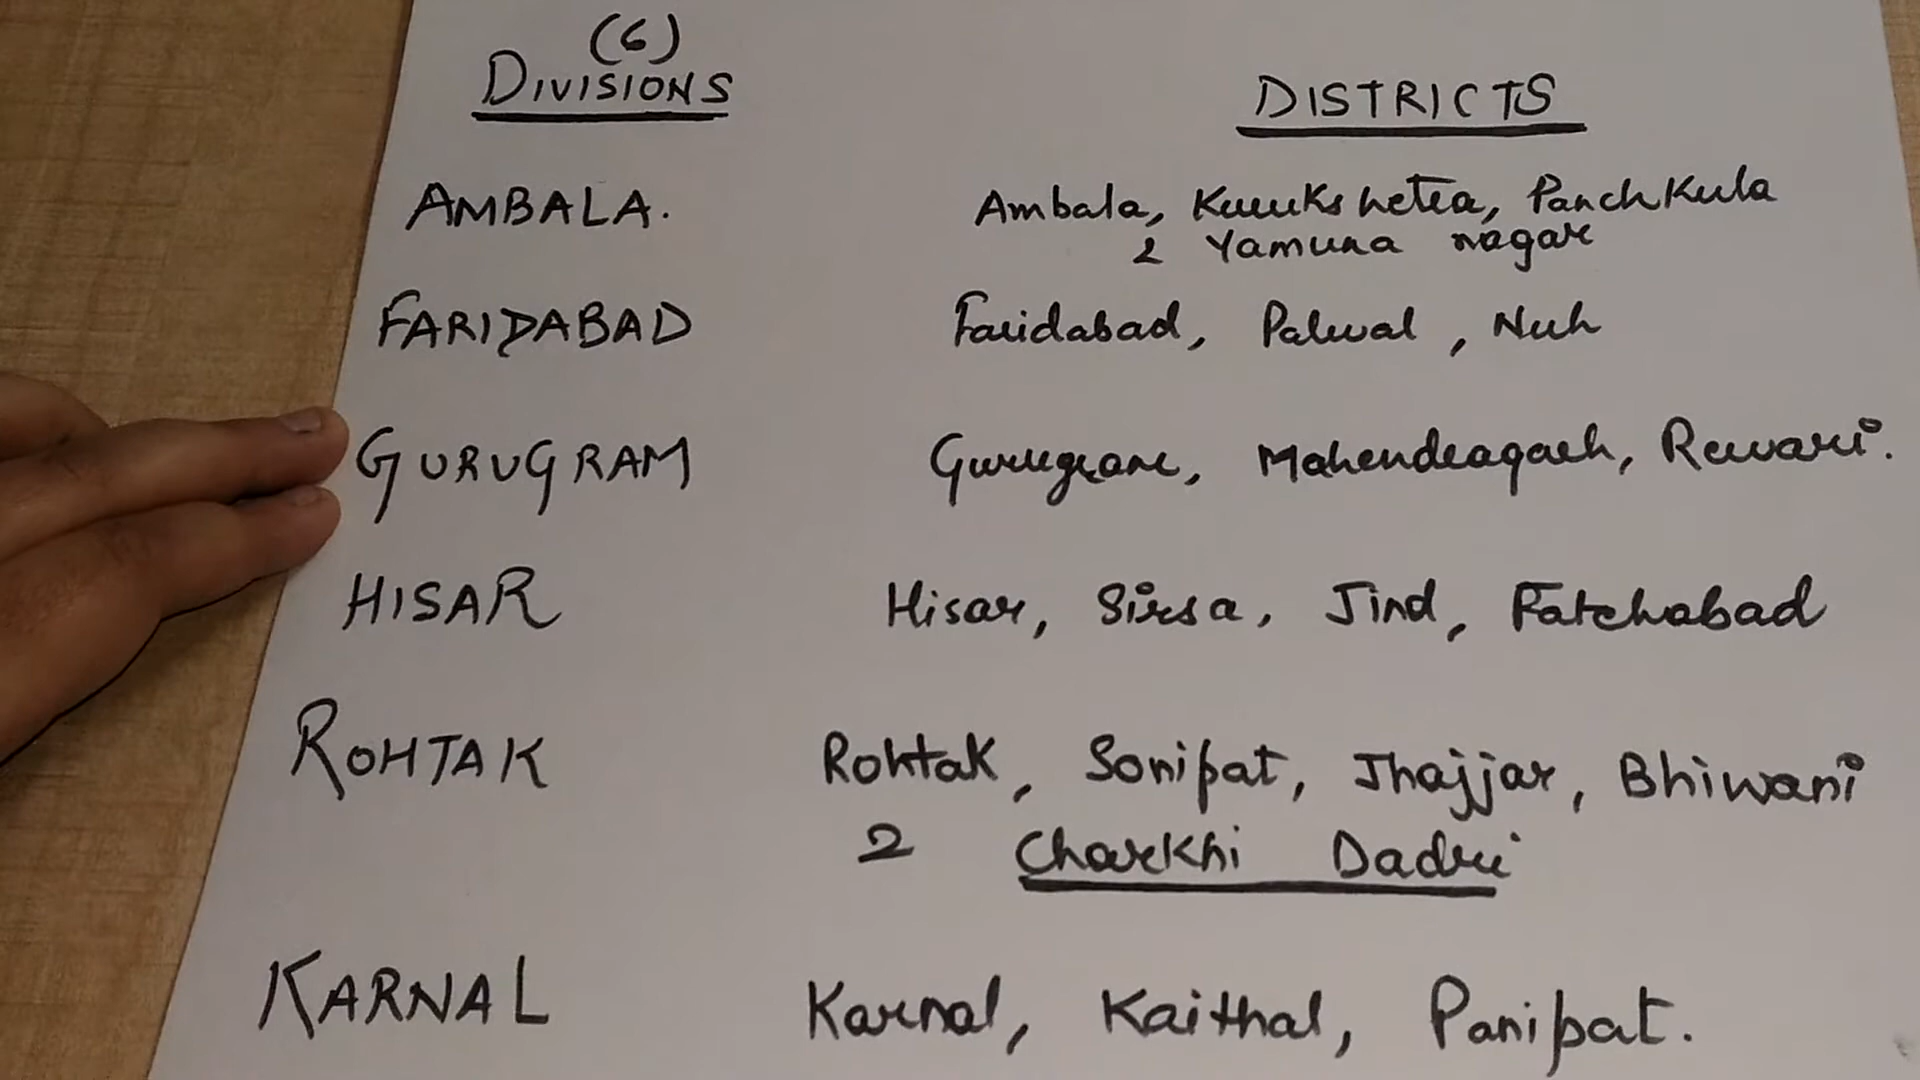 (6)
DIVISIONS DISTRICTS
AMBALA. Ambala, Kurukshetra, Panchkula
& Yamuna nagar
FARIDABAD Faridabad, Palwal, Nuh
GURUGRAM Gurugram, Mahendragarh, Rewari.
HISAR Hisar, Sirsa, Jind, Fatehabad
ROHTAK Rohtak, Sonipat, Jhajjar, Bhiwani
& Charkhi Dadri
KARNAL Karnal, Kaithal, Panipat.